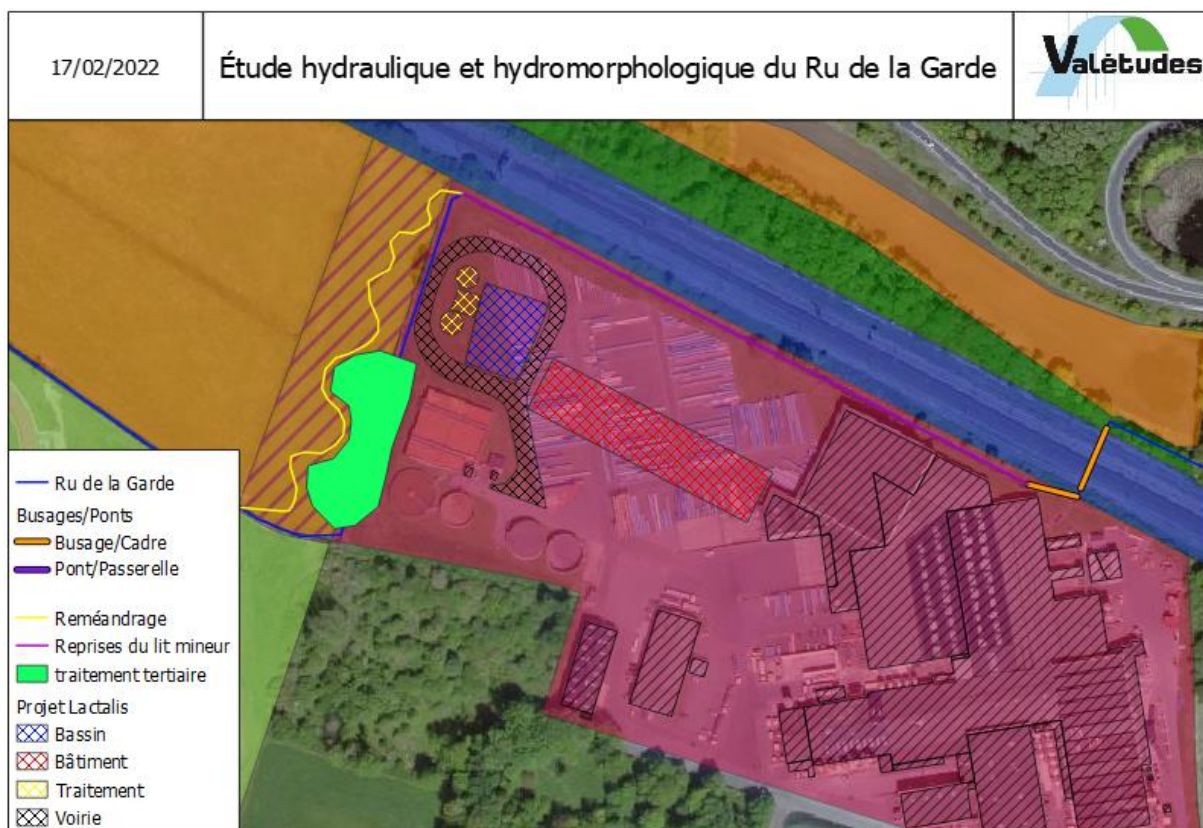 17/02/2022
Étude hydraulique et hydromorphologique du Ru de la Garde
Valétudes
Ru de la Garde
Busages/Ponts
Busage/Cadre
Pont/Passerelle
Reméandrage
Reprises du lit mineur
traitement tertiaire
Projet Lactalis
Bassin
Bâtiment
Traitement
Voirie